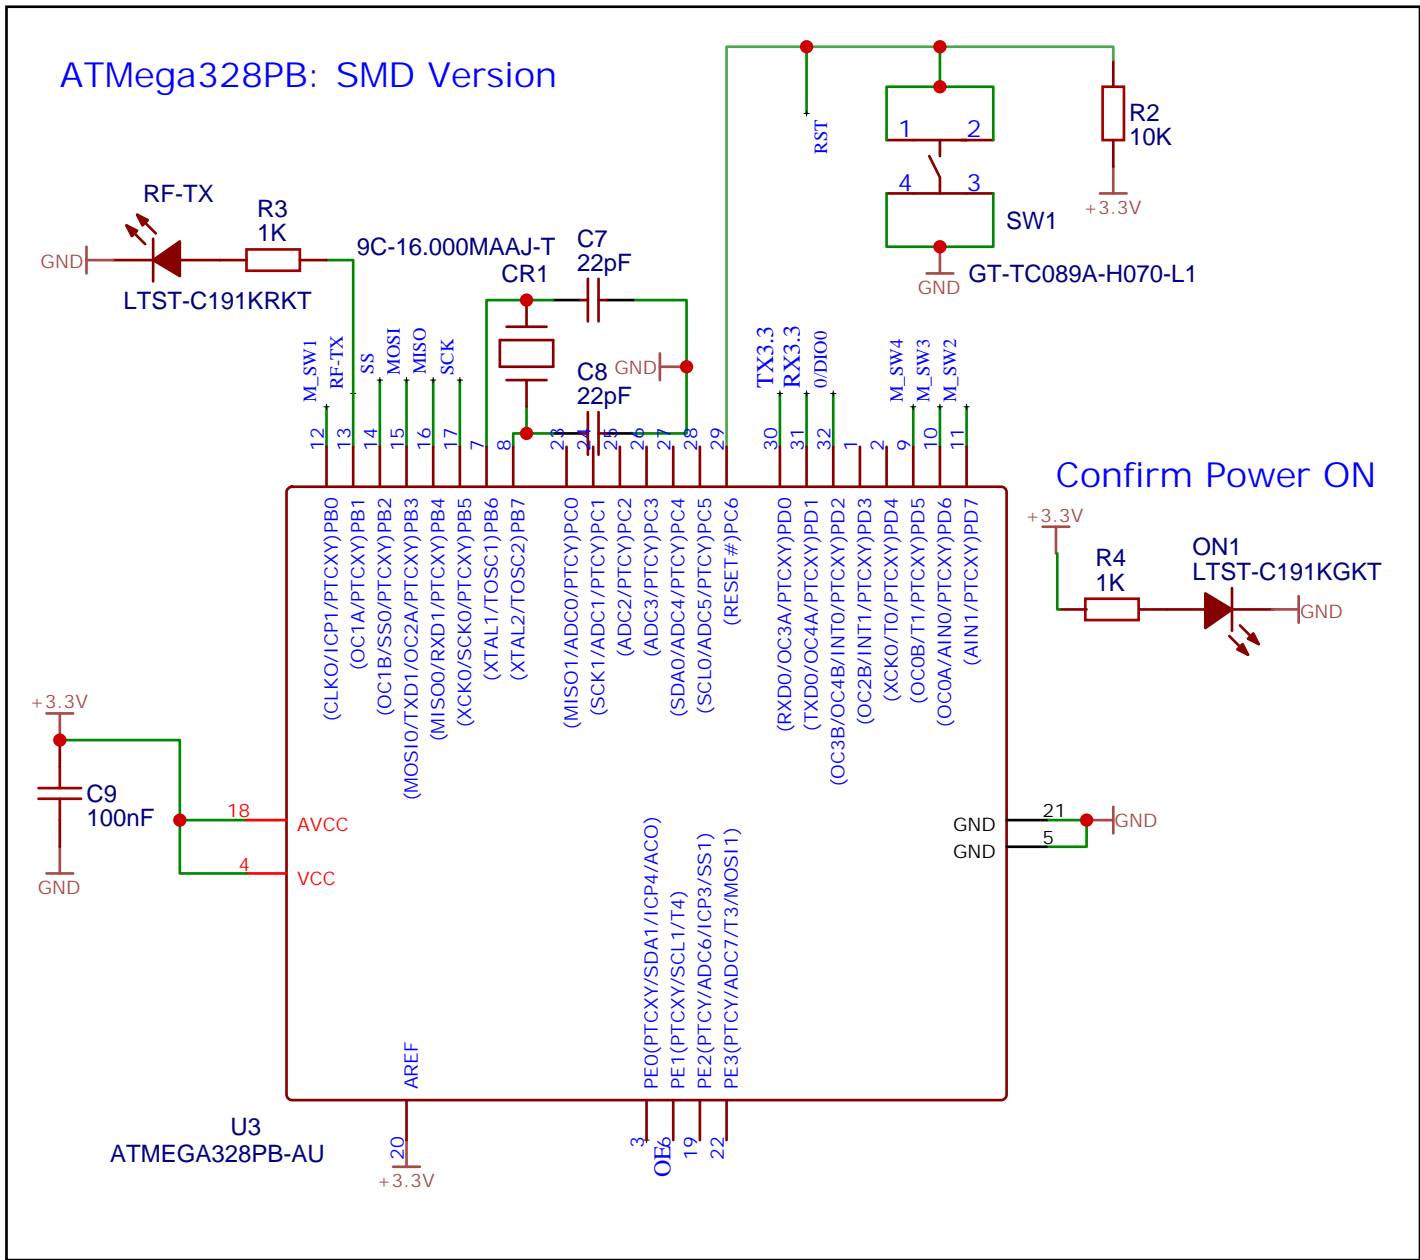 ATMega328PB: SMD Version
RST
1
2
4
3
SW1
GT-TC089A-H070-L1
GND
R2
10K
+3.3V
RF-TX
R3
1K
GND
LTST-C191KRKT
9C-16.000MAAJ-T
CR1
C7
22pF
C8
22pF
GND
M_SW1
RF-TX
SS
MOSI
MISO
SCK
TX3.3
RX3.3
0/DIO0
M_SW4
M_SW3
M_SW2
12
13
14
15
16
17
7
8
23
24
25
26
27
28
29
30
31
32
1
2
9
10
11
(CLKO/ICP1/PTCXY)PB0
(OC1A/PTCXY)PB1
(OC1B/SS0/PTCXY)PB2
(MOSI0/TXD1/OC2A/PTCXY)PB3
(MISO0/RXD1/PTCXY)PB4
(XCK0/SCK0/PTCXY)PB5
(XTAL1/TOSC1)PB6
(XTAL2/TOSC2)PB7
(MISO1/ADC0/PTCY)PC0
(SCK1/ADC1/PTCY)PC1
(ADC2/PTCY)PC2
(ADC3/PTCY)PC3
(SDA0/ADC4/PTCY)PC4
(SCL0/ADC5/PTCY)PC5
(RESET#)PC6
(RXD0/OC3A/PTCXY)PD0
(TXD0/OC4A/PTCXY)PD1
(OC3B/OC4B/INT0/PTCXY)PD2
(OC2B/INT1/PTCXY)PD3
(XCK0/T0/PTCXY)PD4
(OC0B/T1/PTCXY)PD5
(OC0A/AIN0/PTCXY)PD6
(AIN1/PTCXY)PD7
Confirm Power ON
+3.3V
R4
1K
ON1
LTST-C191KGKT
GND
+3.3V
C9
100nF
GND
18
AVCC
4
VCC
GND
21
GND
GND
5
PE0(PTCXY/SDA1/ICP4/ACO)
PE1(PTCXY/SCL1/T4)
PE2(PTCY/ADC6/ICP3/SS1)
PE3(PTCY/ADC7/T3/MOSI1)
AREF
U3
ATMEGA328PB-AU
20
+3.3V
3
OE
6
19
22